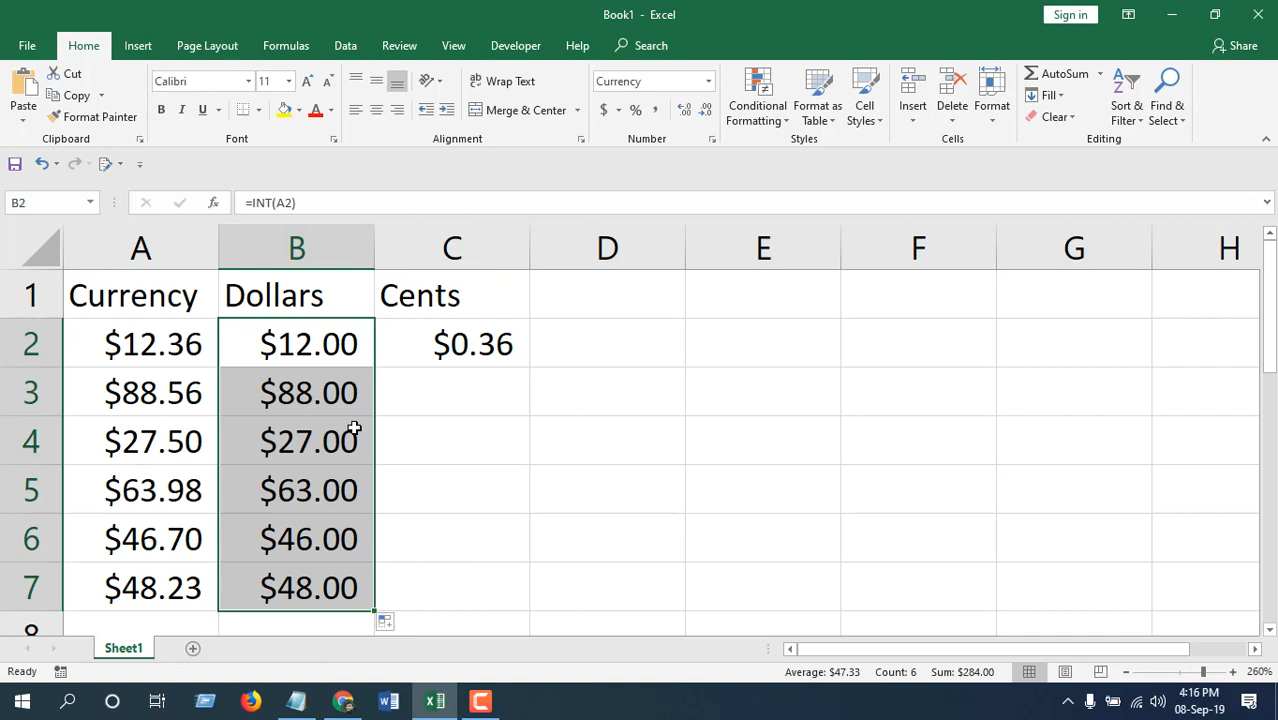 Book1 - Excel
Sign in
File Home Insert Page Layout Formulas Data Review View Developer Help Search Share
Paste
Cut
Copy
Format Painter
Clipboard
Calibri 11
B I U
Font
Wrap Text
Merge & Center
Alignment
Currency
$ % ,
Number
Conditional Formatting
Format as Table
Cell Styles
Styles
Insert
Delete
Format
Cells
AutoSum
Fill
Clear
Sort & Filter
Find & Select
Editing
B2 fx =INT(A2)
A B C D E F G H
1 Currency Dollars Cents
2 $12.36 $12.00 $0.36
3 $88.56 $88.00
4 $27.50 $27.00
5 $63.98 $63.00
6 $46.70 $46.00
7 $48.23 $48.00
8
Sheet1
Ready Average: $47.33 Count: 6 Sum: $284.00 260%
4:16 PM
08-Sep-19